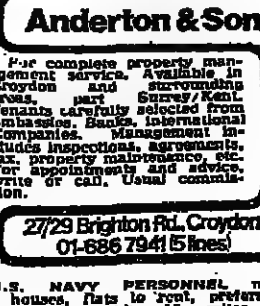 Anderton & Son
For complete property man-
gement service. Available in
Croydon and surrounding
areas, part Surrey/Kent.
Tenants carefully selected from
Embassies, Banks, international
Companies. Management in-
cludes inspections, agreements,
tax, property maintenance, etc.
For appointments and advice,
write or call. Usual commis-
sion.
27/29 Brighton Rd., Croydon
01-686 7941 (5 lines)
U.S. NAVY PERSONNEL
houses, flats to rent,